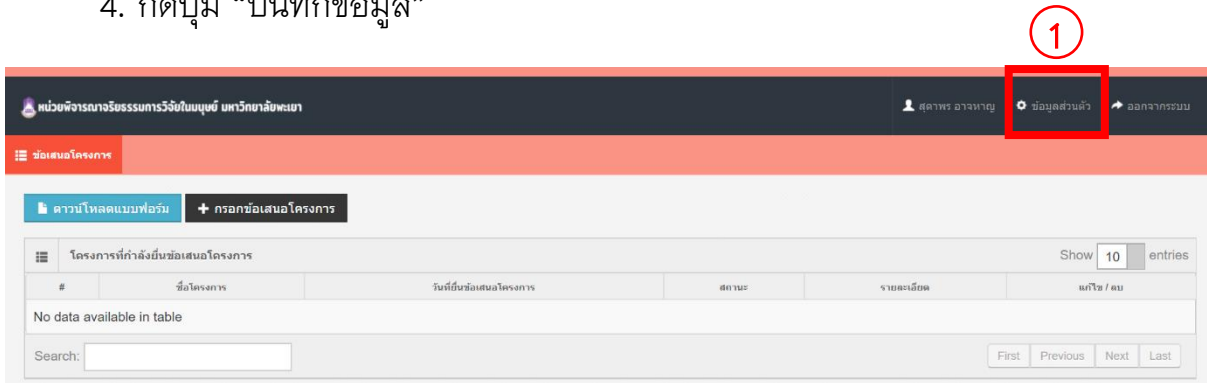 4. กดปุ่ม “บันทึกข้อมูล”
1
หน่วยพิจารณาจริยธรรมการวิจัยในมนุษย์ มหาวิทยาลัยพะเยา
สุดาพร อาจหาญ
ข้อมูลส่วนตัว
ออกจากระบบ
ข้อเสนอโครงการ
ดาวน์โหลดแบบฟอร์ม
+ กรอกข้อเสนอโครงการ
โครงการที่กำลังยื่นข้อเสนอโครงการ
Show 10 entries
# ชื่อโครงการ วันที่ยื่นข้อเสนอโครงการ สถานะ รายละเอียด แก้ไข / ลบ
No data available in table
Search:
First Previous Next Last